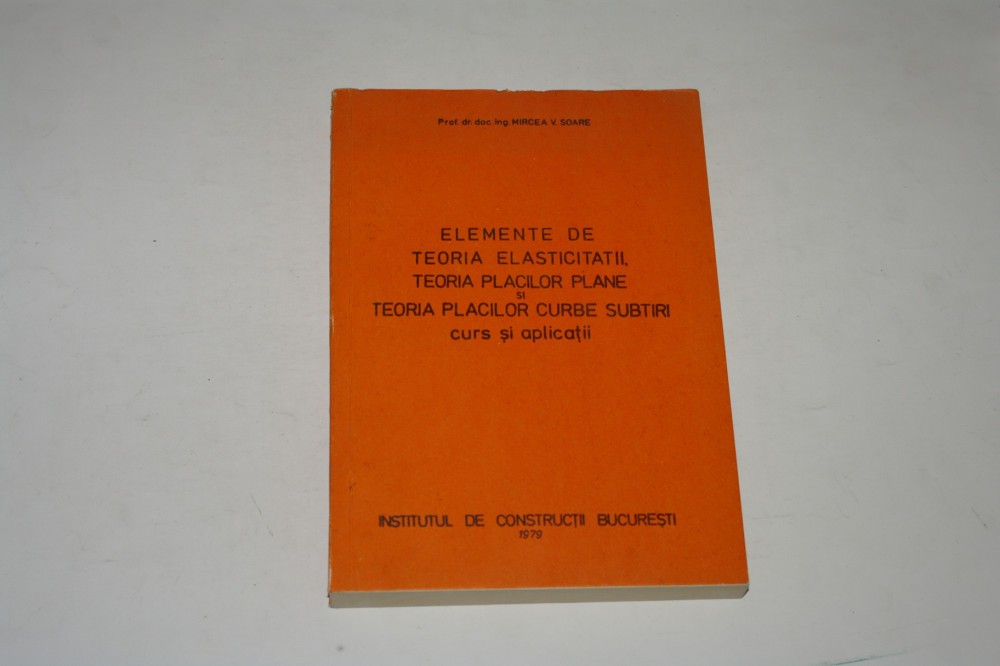 Prof. dr. doc. ing. MIRCEA V. SOARE
ELEMENTE DE
TEORIA ELASTICITATII,
TEORIA PLACILOR PLANE
SI
TEORIA PLACILOR CURBE SUBTIRI
curs și aplicații
INSTITUTUL DE CONSTRUCȚII BUCUREȘTI
1979